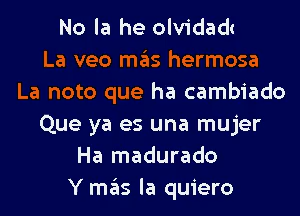 No la he olvidad
La veo más hermosa
La noto que ha cambiado
Que ya es una mujer
Ha madurado
Y más la quiero